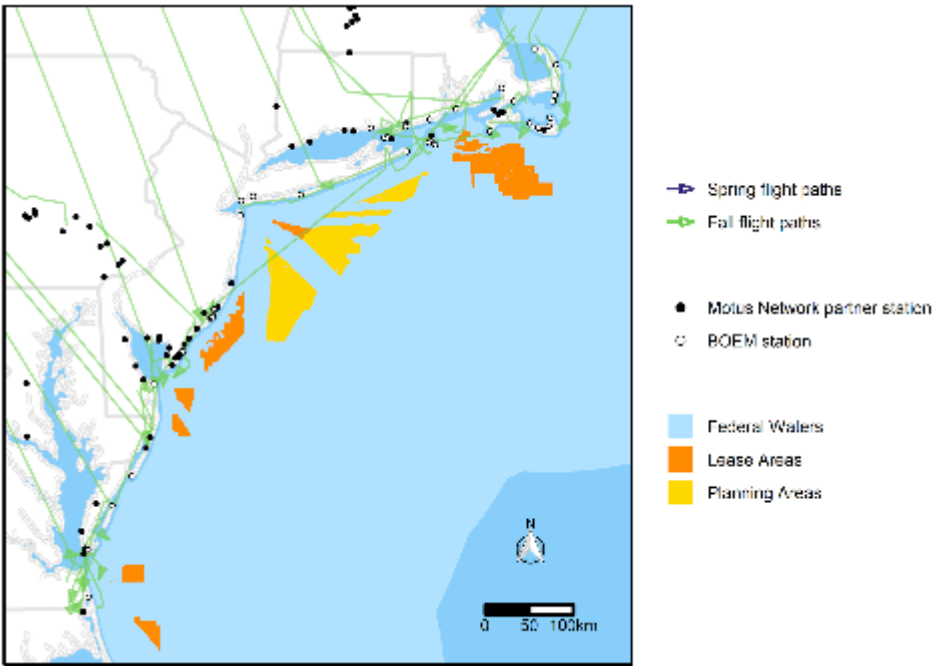 Spring flight paths
Fall flight paths
Motus Network partner station
BOEM station
Federal Waters
Lease Areas
Planning Areas
N
0 50 100km